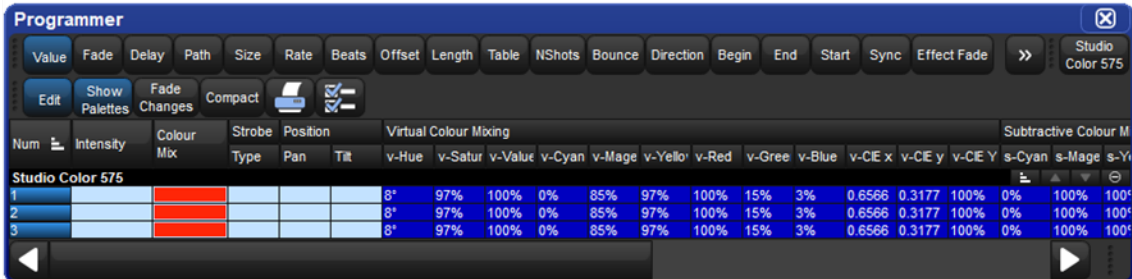 Programmer
Value Fade Delay Path Size Rate Beats Offset Length Table NShots Bounce Direction Begin End Start Sync Effect Fade » Studio Color 575
Edit Show Palettes Fade Changes Compact
Num Intensity Colour Mix Strobe Position Virtual Colour Mixing Subtractive Colour M
Type Pan Tilt v-Hue v-Satur v-Value v-Cyan v-Mage v-Yello v-Red v-Gree v-Blue v-CIE x v-CIE y v-CIE Y s-Cyan s-Mage s-Y
Studio Color 575
1 8° 97% 100% 0% 85% 97% 100% 15% 3% 0.6566 0.3177 100% 0% 100% 100%
2 8° 97% 100% 0% 85% 97% 100% 15% 3% 0.6566 0.3177 100% 0% 100% 100%
3 8° 97% 100% 0% 85% 97% 100% 15% 3% 0.6566 0.3177 100% 0% 100% 100%